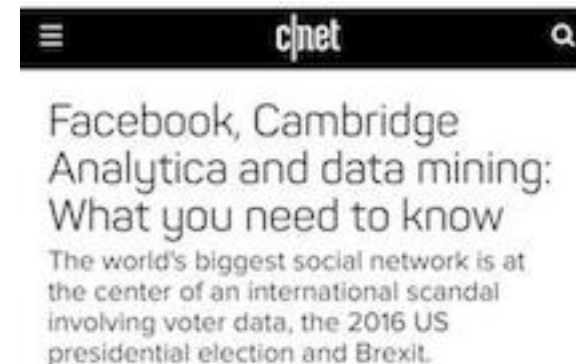 c|net
Facebook, Cambridge
Analytica and data mining:
What you need to know
The world's biggest social network is at
the center of an international scandal
involving voter data, the 2016 US
presidential election and Brexit.